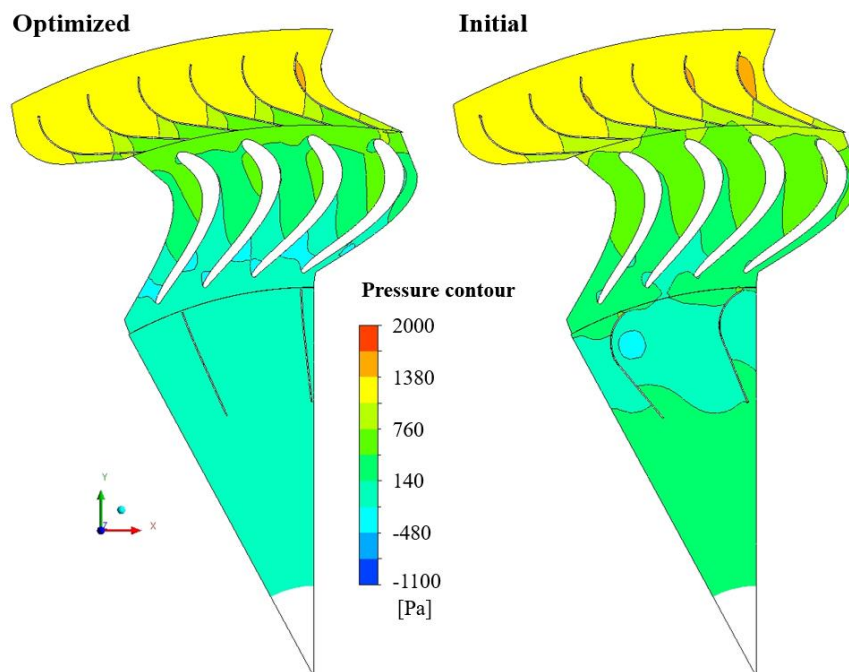 Optimized
Initial
Pressure contour
2000
1380
760
140
-480
-1100
[Pa]
Y
Z
X